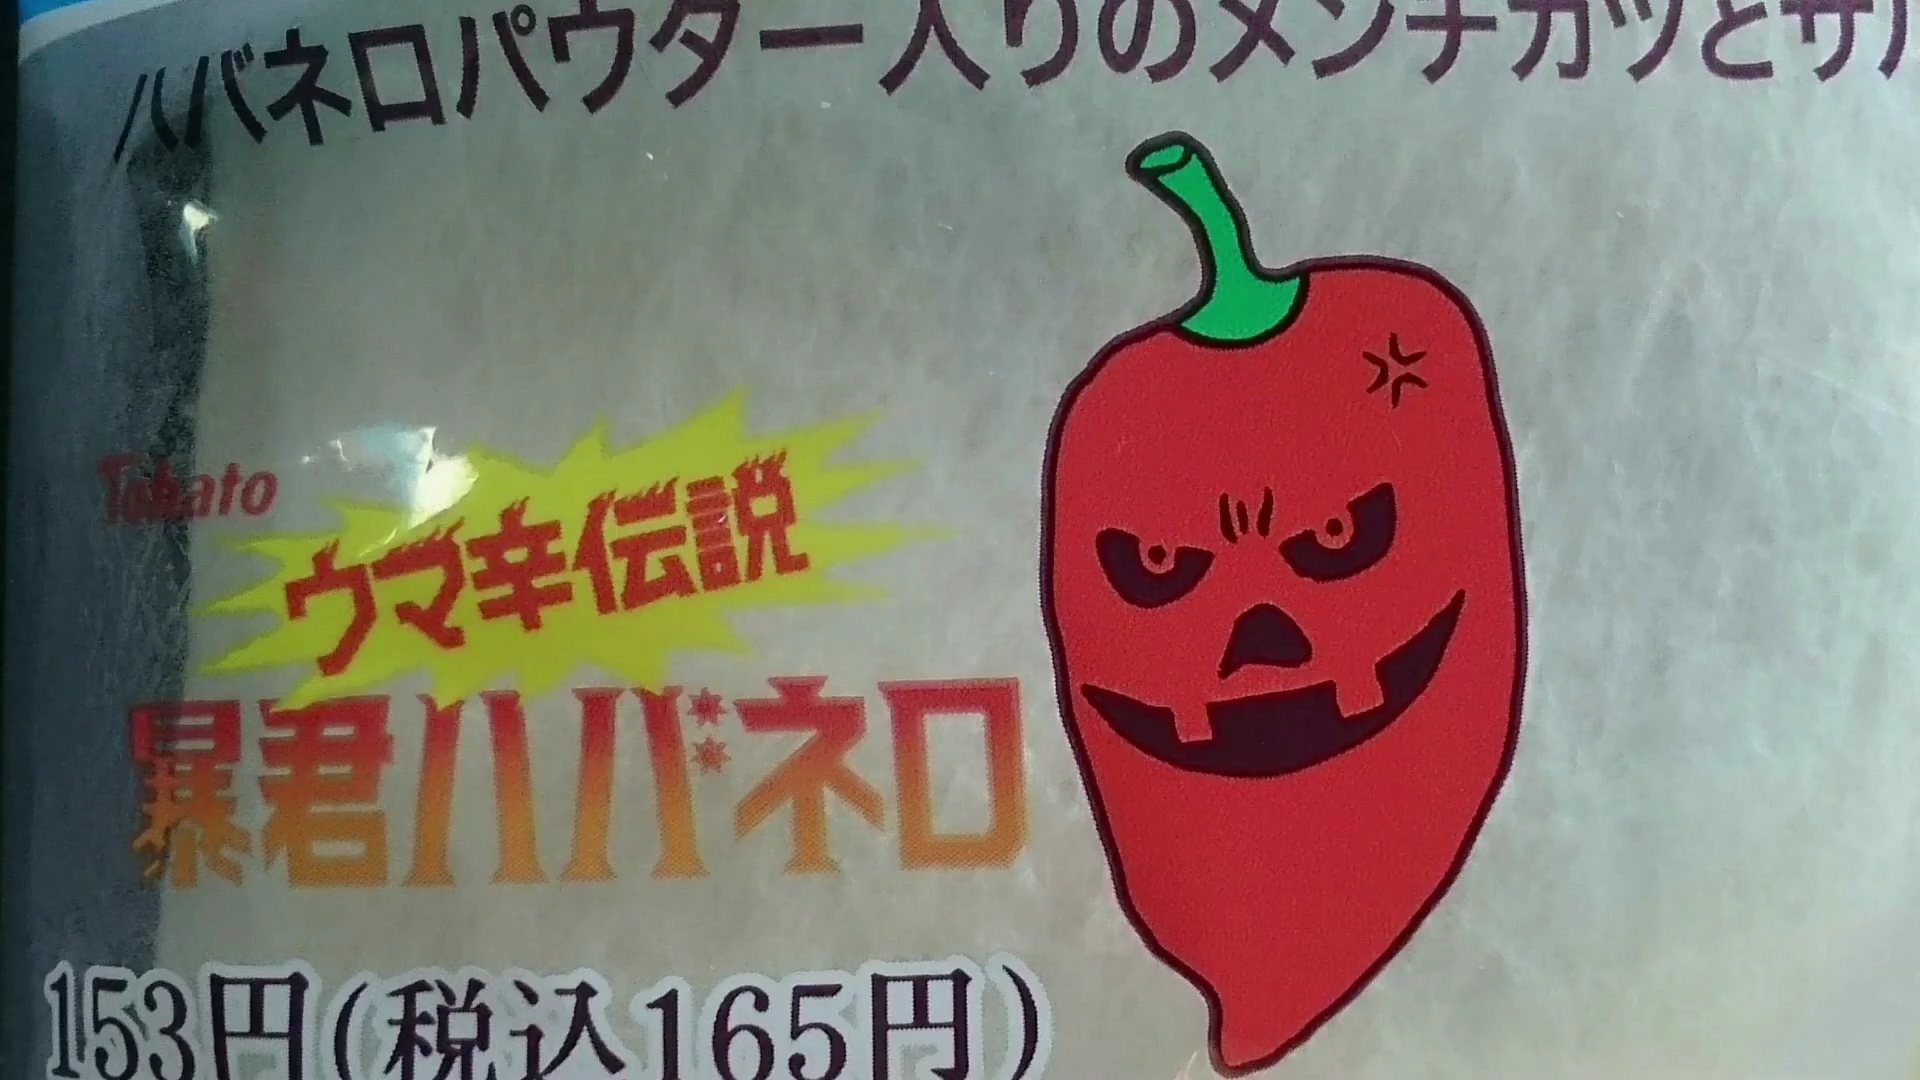 ハバネロパウダー入りのメンチカツとサ
Tohato
ウマ辛伝説
暴君ハバネロ
153円(税込165円)